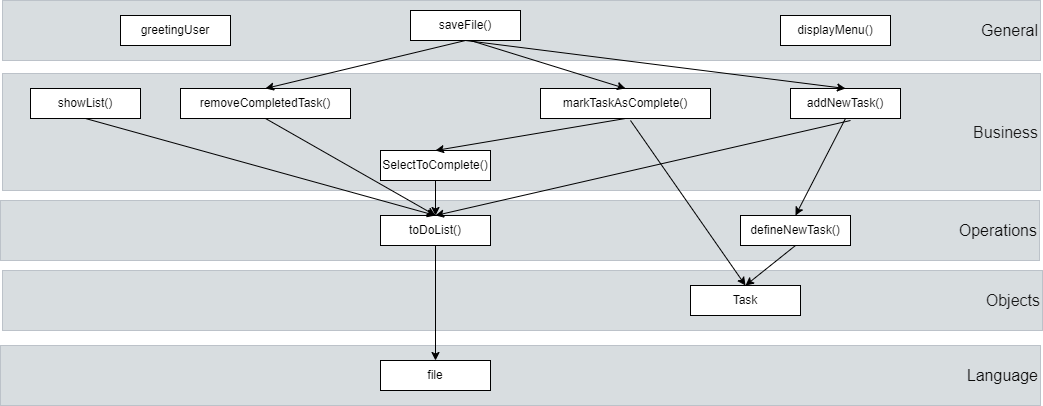 greetingUser
saveFile()
displayMenu()
General
showList()
removeCompletedTask()
markTaskAsComplete()
addNewTask()
Business
SelectToComplete()
toDoList()
defineNewTask()
Operations
Task
Objects
file
Language